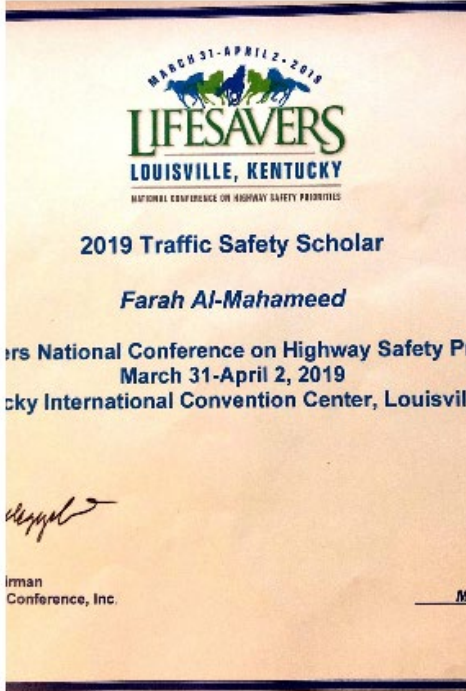 MARCH 31-APRIL 2 • 2019
LIFESAVERS
LOUISVILLE, KENTUCKY
NATIONAL CONFERENCE ON HIGHWAY SAFETY PRIORITIES
2019 Traffic Safety Scholar
Farah Al-Mahameed
ers National Conference on Highway Safety P
March 31-April 2, 2019
cky International Convention Center, Louisvil
irman
Conference, Inc.
M